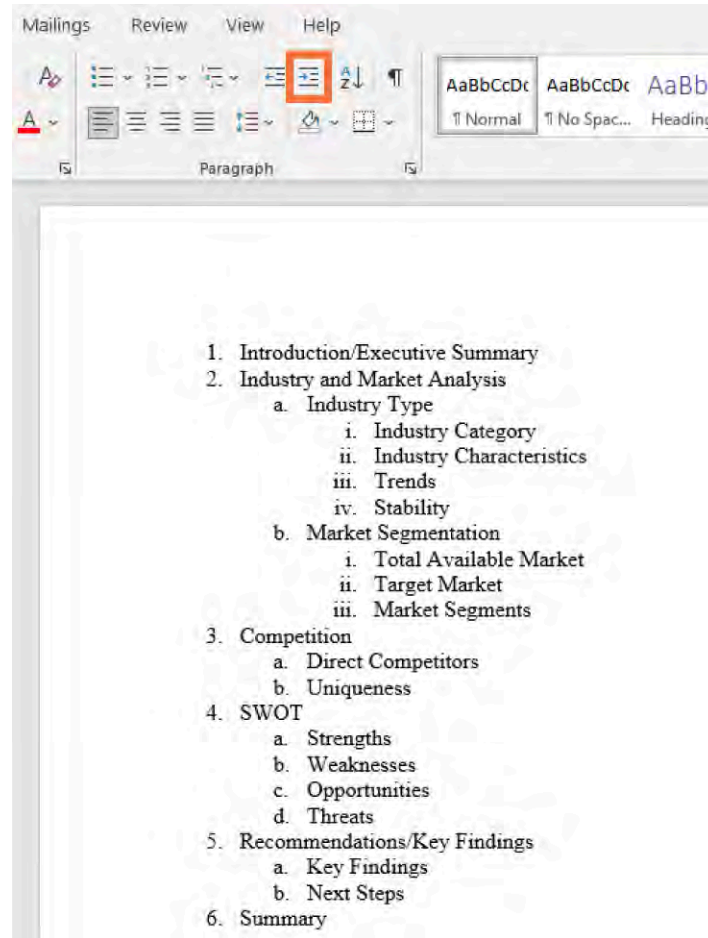 Mailings Review View Help
AaBbCcDc AaBbCcDc AaBb
¶ Normal ¶ No Spac... Heading
Paragraph
1. Introduction/Executive Summary
2. Industry and Market Analysis
a. Industry Type
i. Industry Category
ii. Industry Characteristics
iii. Trends
iv. Stability
b. Market Segmentation
i. Total Available Market
ii. Target Market
iii. Market Segments
3. Competition
a. Direct Competitors
b. Uniqueness
4. SWOT
a. Strengths
b. Weaknesses
c. Opportunities
d. Threats
5. Recommendations/Key Findings
a. Key Findings
b. Next Steps
6. Summary